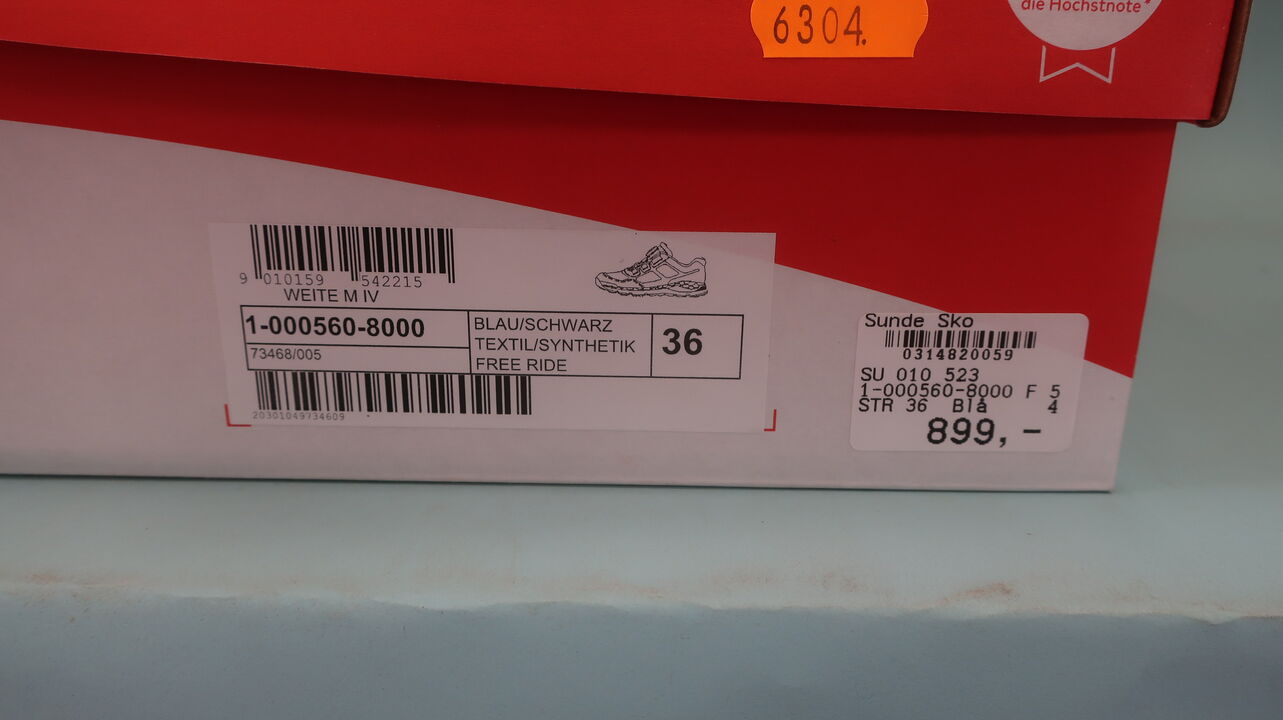 die Höchstnote*
6304.
9 010159 542215
WEITE M IV
1-000560-8000
73468/005
BLAU/SCHWARZ
TEXTIL/SYNTHETIK
FREE RIDE
36
20301049734609
Sunde Sko
0314820059
SU 010 523
1-000560-8000 F 5
STR 36 Blå 4
899,-